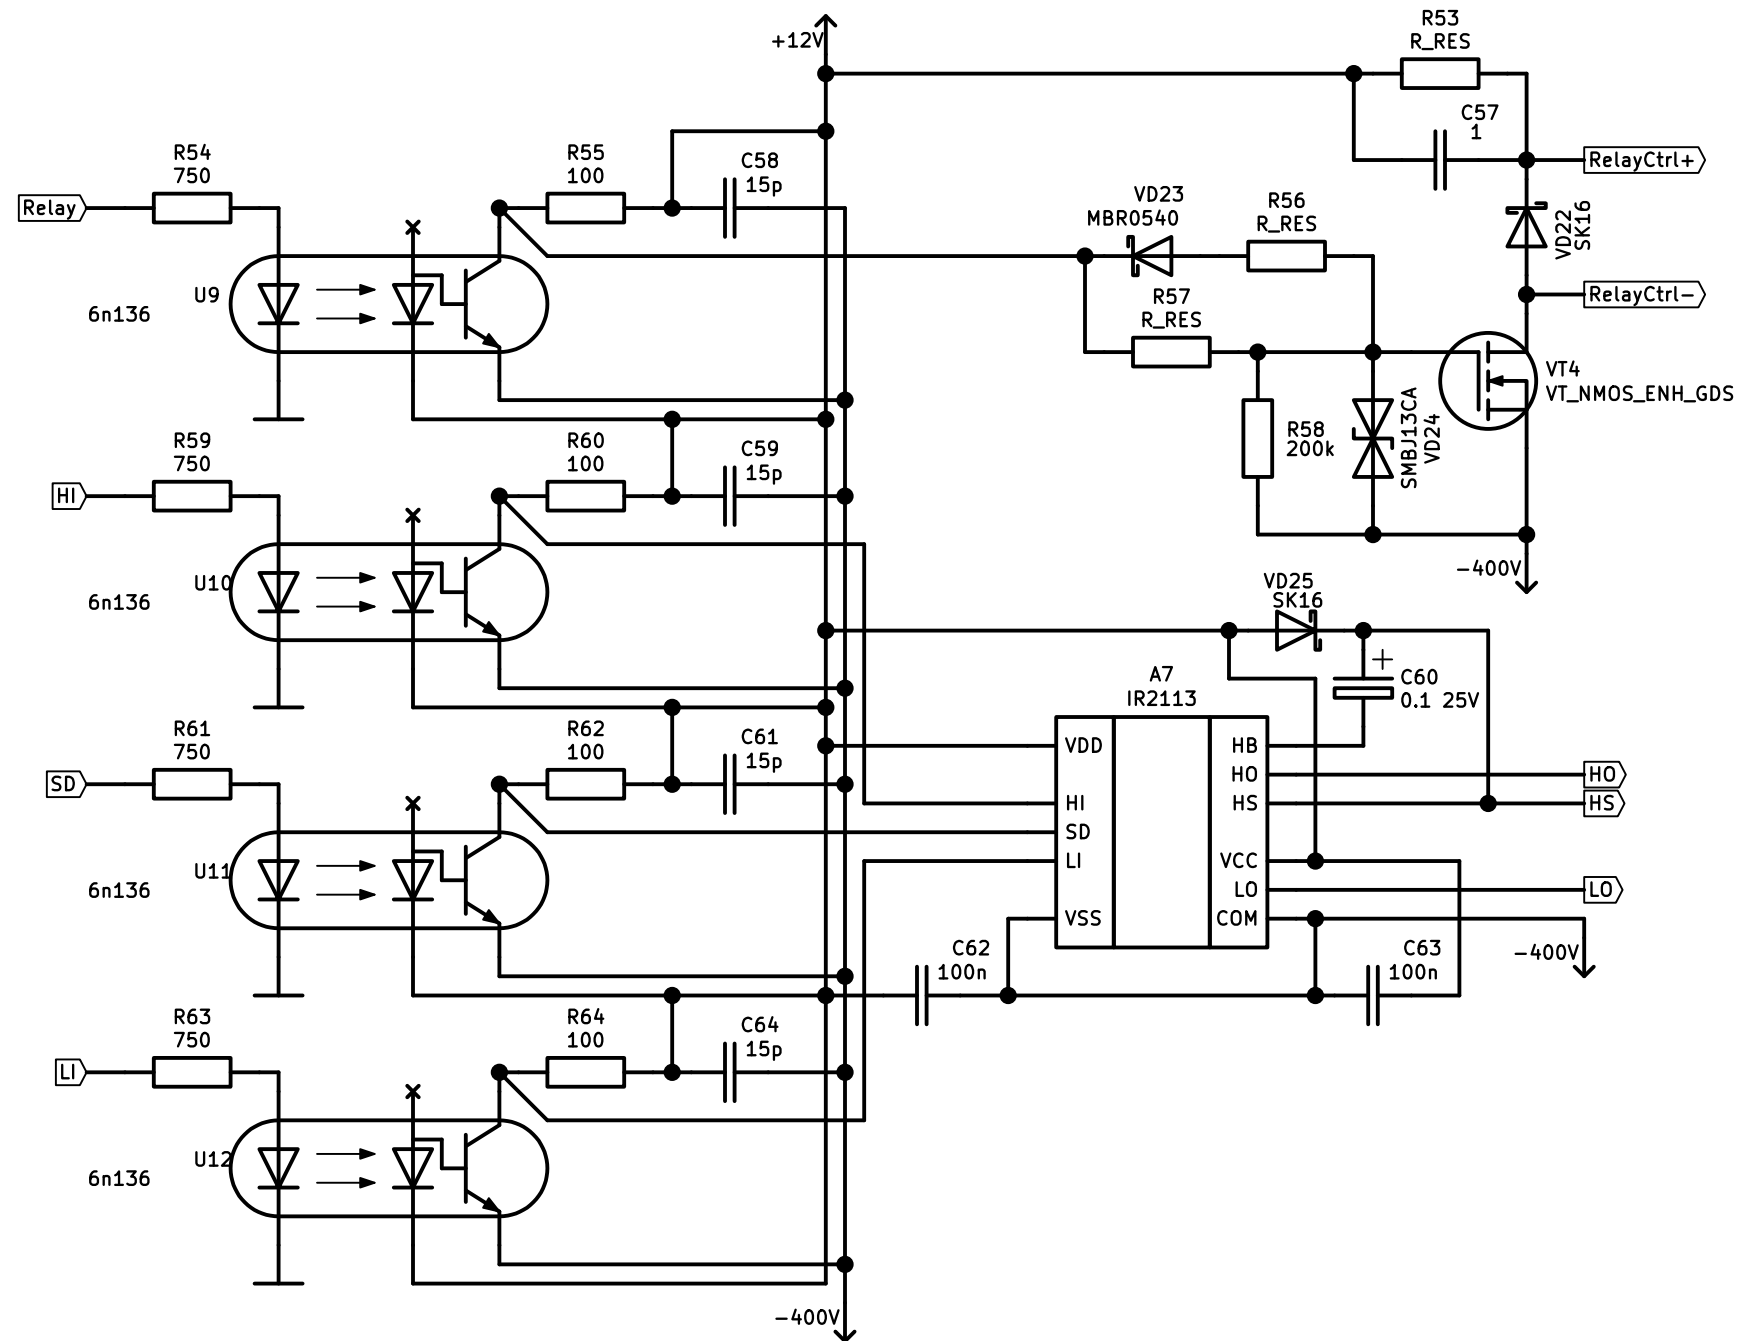 R53
R_RES
+12V
C57
1
RelayCtrl+
R54
750
R55
100
C58
15p
Relay
VD23
MBR0540
R56
R_RES
VD22
SK16
U9
6n136
R57
R_RES
RelayCtrl-
VT4
VT_NMOS_ENH_GDS
R58
200k
SMBJ13CA
VD24
R59
750
R60
100
C59
15p
HI
-400V
U10
6n136
VD25
SK16
A7
IR2113
C60
0.1 25V
R61
750
R62
100
C61
15p
SD
VDD
HI
SD
LI
VSS
HB
HO
HS
VCC
LO
COM
HO
HS
LO
U11
6n136
C62
100n
C63
100n
-400V
R63
750
R64
100
C64
15p
LI
U12
6n136
-400V